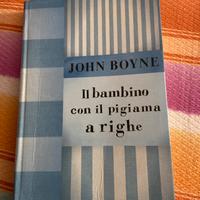 JOHN BOYNE
Il bambino
con il pigiama
a righe